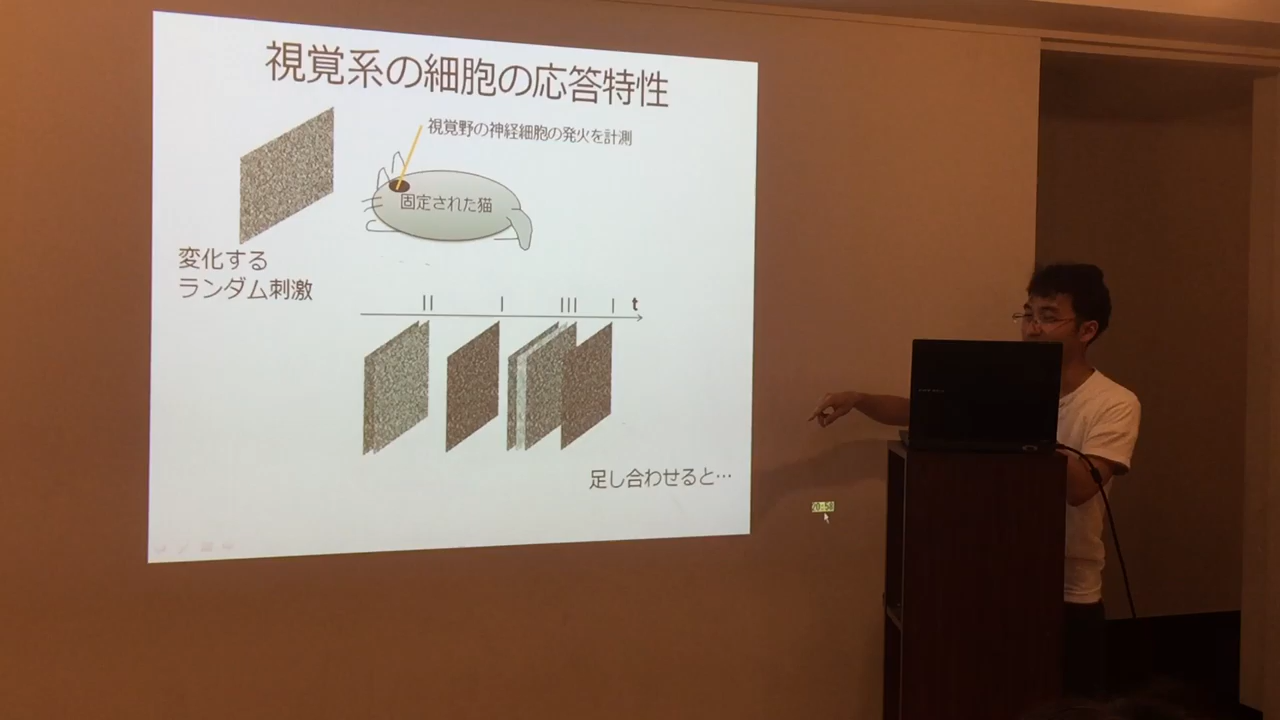 視覚系の細胞の応答特性
視覚野の神経細胞の発火を計測
固定された猫
変化する
ランダム刺激
t
足し合わせると…